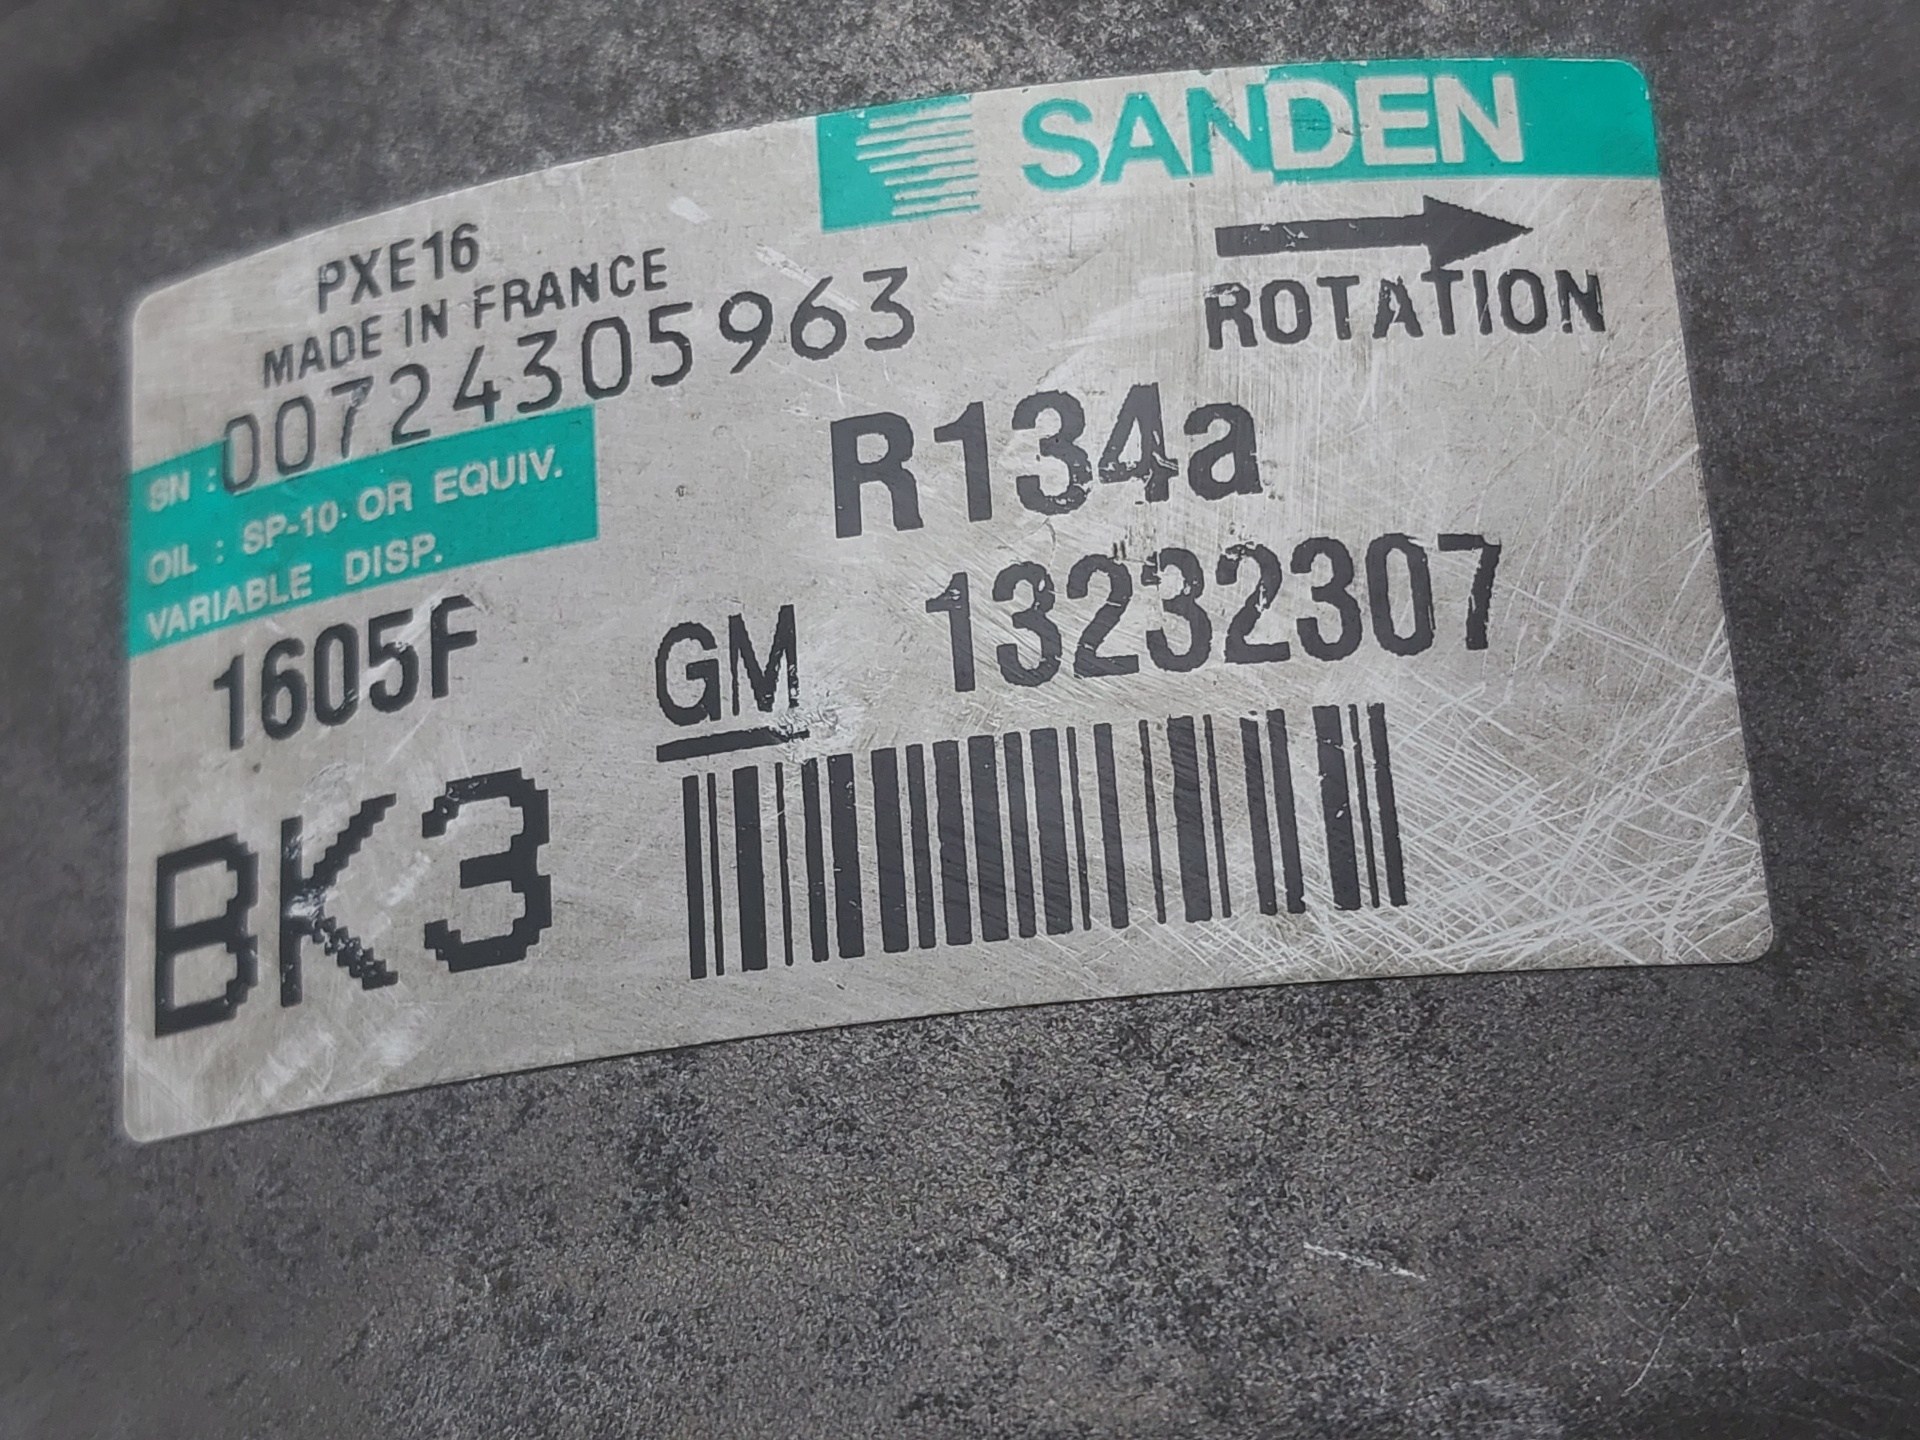 SANDEN
PXE16
MADE IN FRANCE
ROTATION
SN : 00724305963
OIL : SP-10 OR EQUIV.
VARIABLE DISP.
R134a
1605F
GM 13232307
BK3